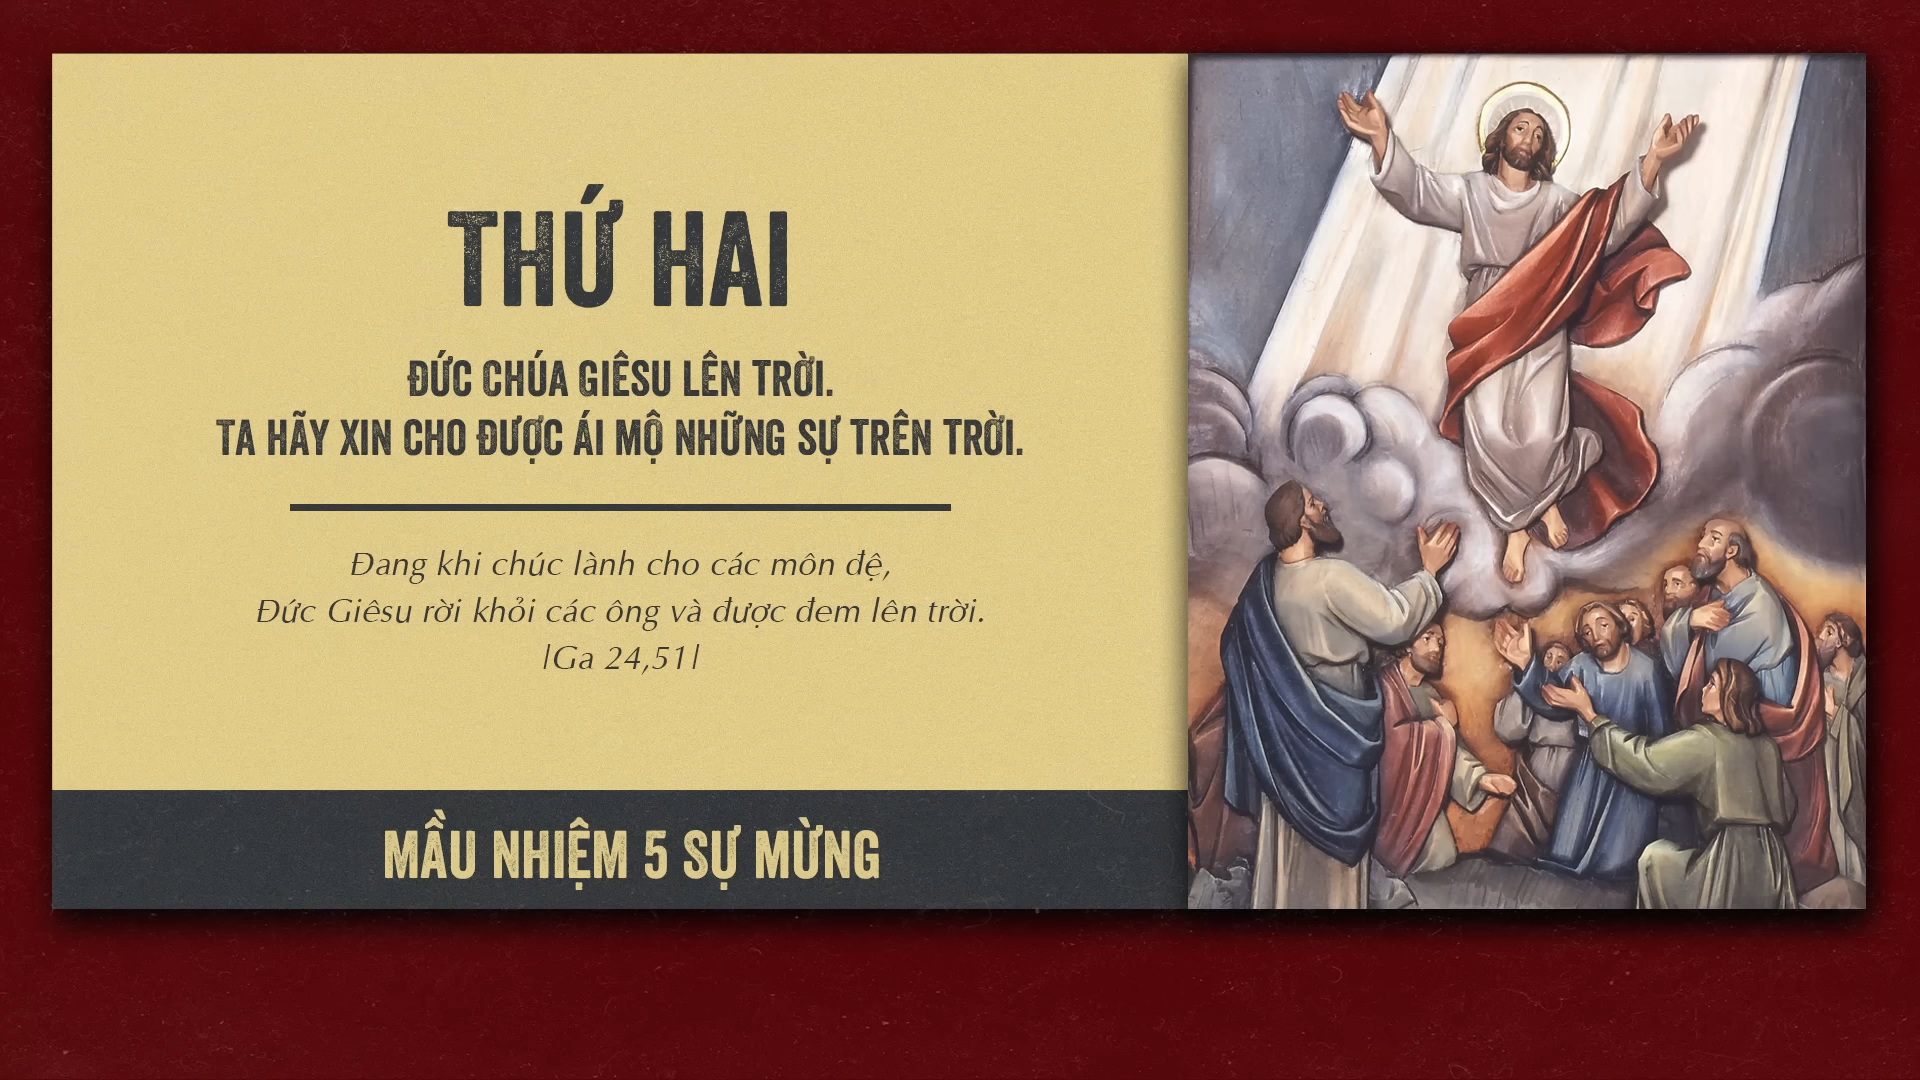 THỨ HAI
ĐỨC CHÚA GIÊSU LÊN TRỜI.
TA HÃY XIN CHO ĐƯỢC ÁI MỘ NHỮNG SỰ TRÊN TRỜI.
Đang khi chúc lành cho các môn đệ,
Đức Giêsu rời khỏi các ông và được đem lên trời.
|Ga 24,51|
MẦU NHIỆM 5 SỰ MỪNG